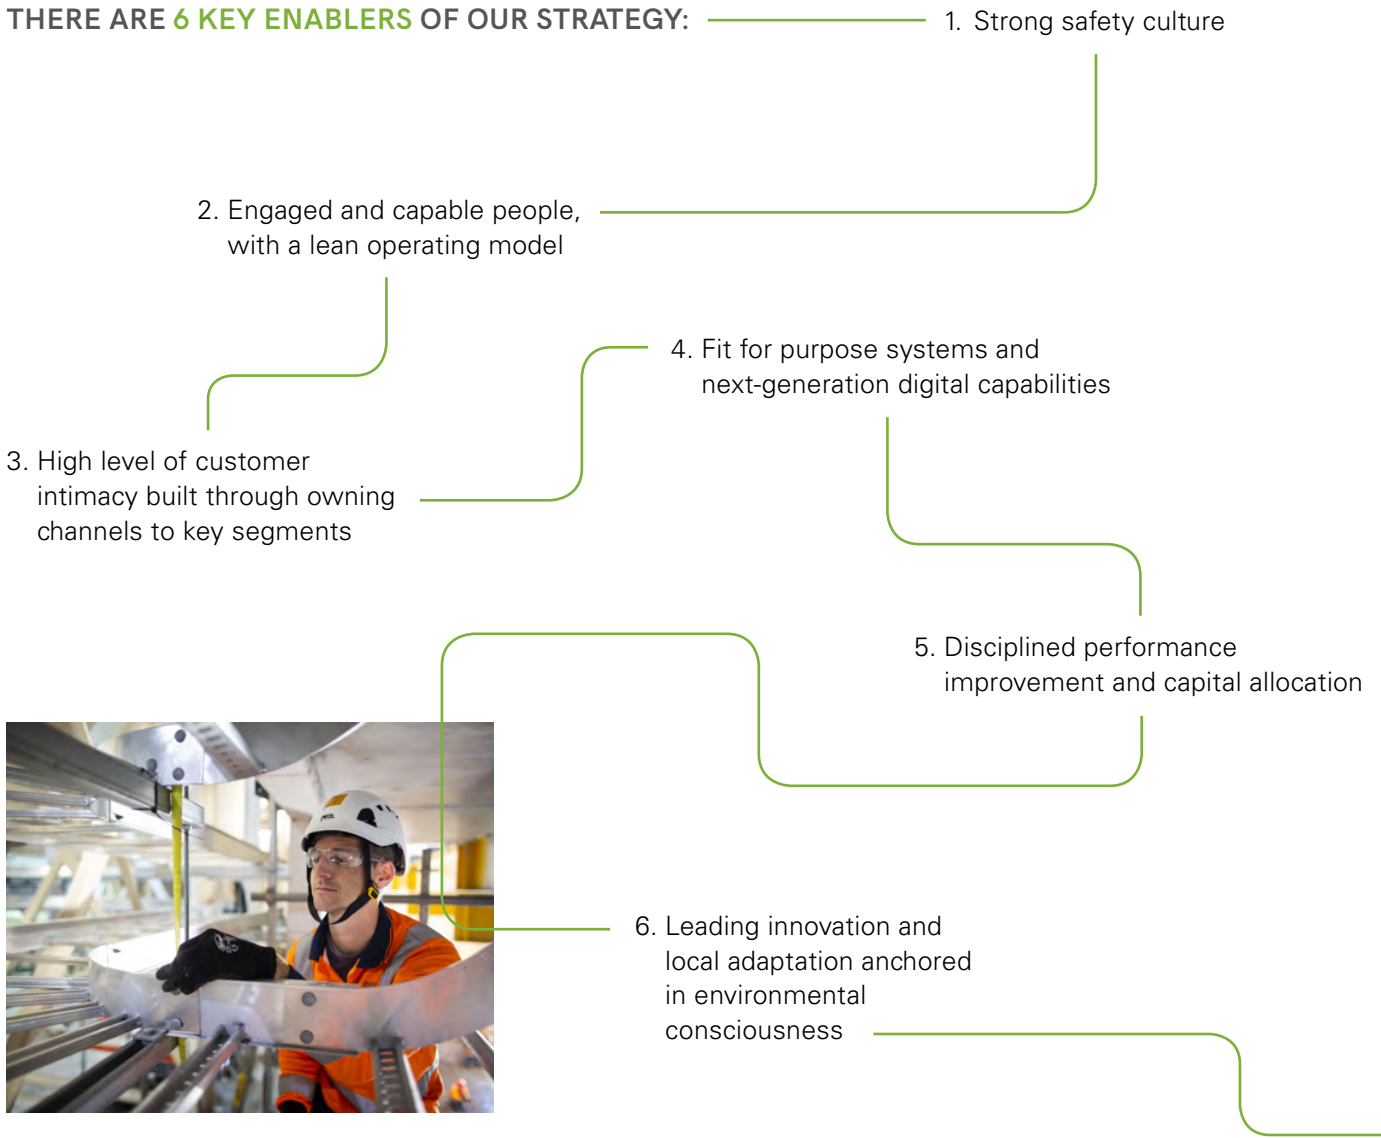 THERE ARE 6 KEY ENABLERS OF OUR STRATEGY:
1. Strong safety culture
2. Engaged and capable people,
with a lean operating model
3. High level of customer
intimacy built through owning
channels to key segments
4. Fit for purpose systems and
next-generation digital capabilities
5. Disciplined performance
improvement and capital allocation
6. Leading innovation and
local adaptation anchored
in environmental
consciousness